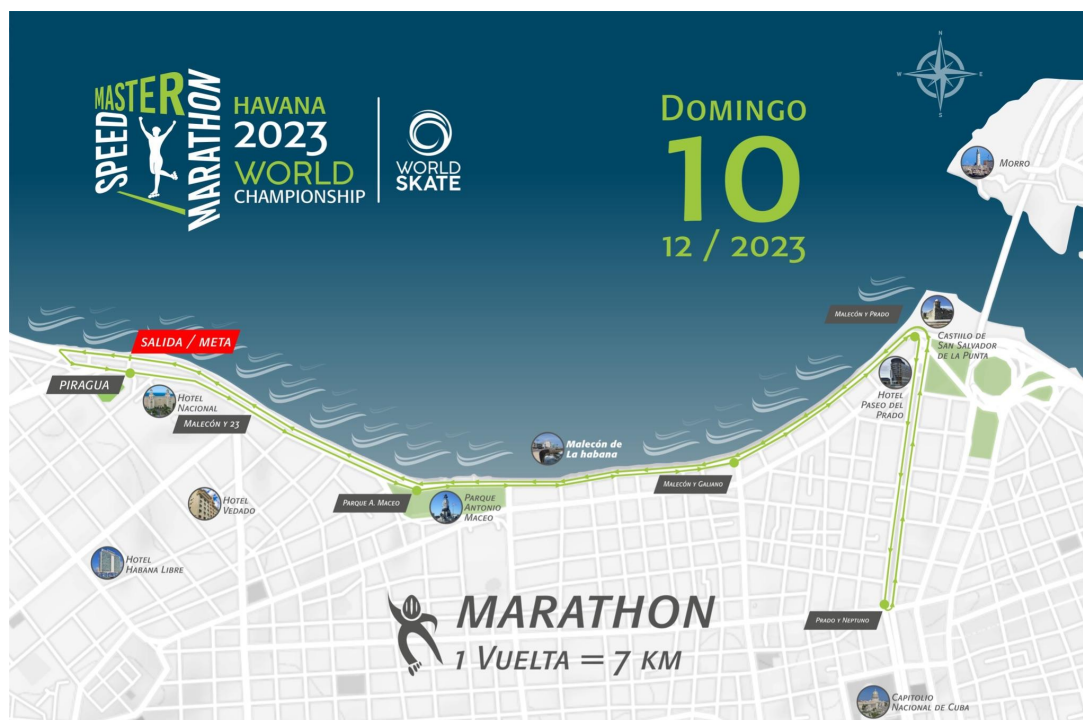 SPEED
MASTER
MARATHON
HAVANA
2023
WORLD
CHAMPIONSHIP
WORLD
SKATE
DOMINGO
10
12 / 2023
N
W
E
S
MORRO
MALECÓN Y PRADO
CASTIILO DE
SAN SALVADOR
DE LA PUNTA
SALIDA / META
PIRAGUA
HOTEL
NACIONAL
MALECÓN Y 23
HOTEL
PASEO DEL
PRADO
Malecón de
La habana
MALECÓN Y GALIANO
PARQUE A. MACEO
PARQUE
ANTONIO
MACEO
HOTEL
VEDADO
HOTEL
HABANA LIBRE
MARATHON
1 VUELTA = 7 KM
PRADO Y NEPTUNO
CAPITOLIO
NACIONAL DE CUBA